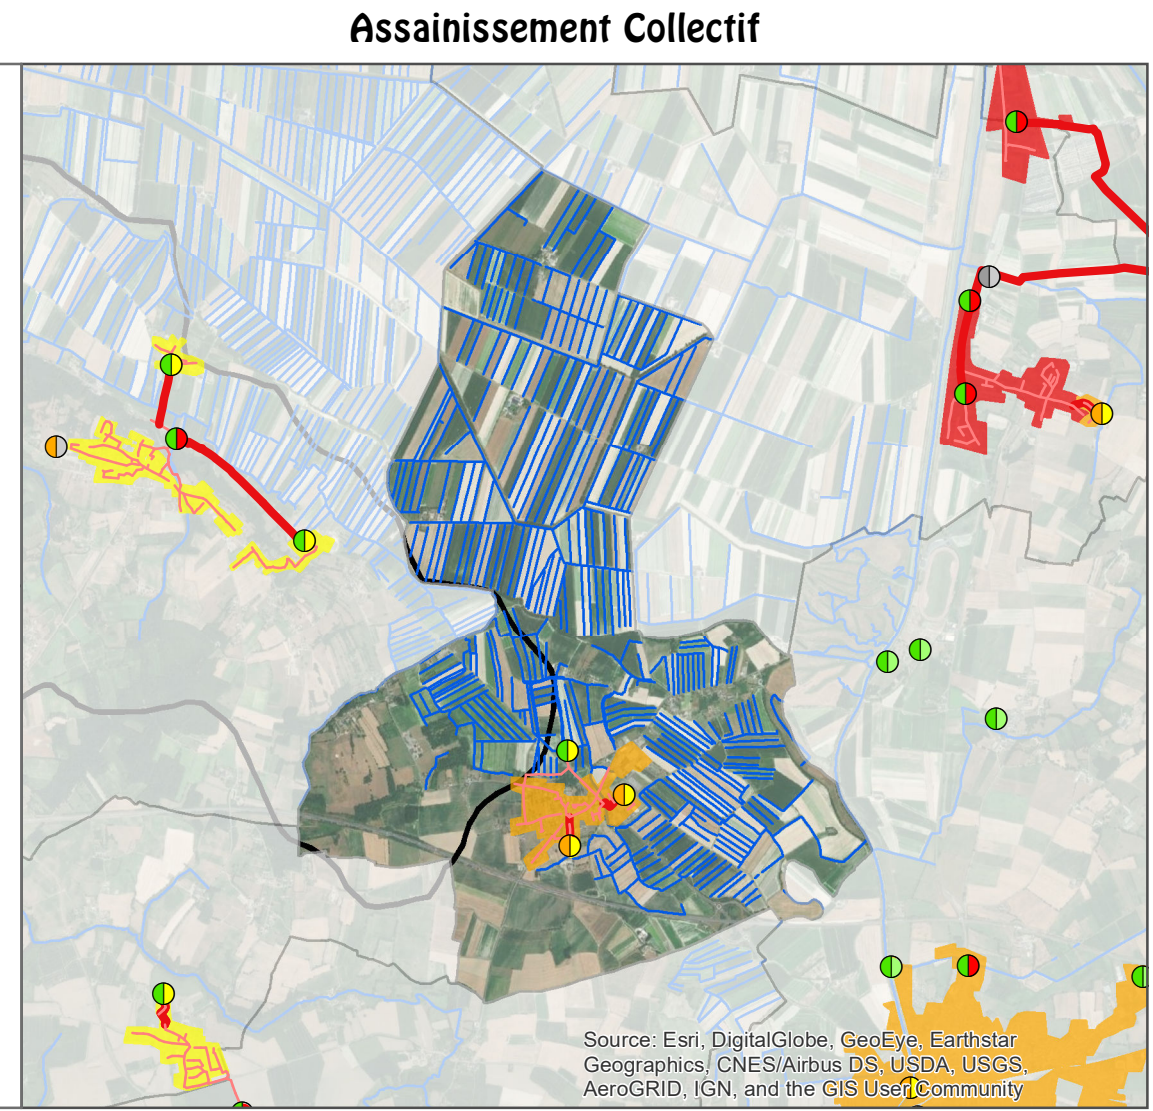 Assainissement Collectif
Source: Esri, DigitalGlobe, GeoEye, Earthstar
Geographics, CNES/Airbus DS, USDA, USGS,
AeroGRID, IGN, and the GIS User Community